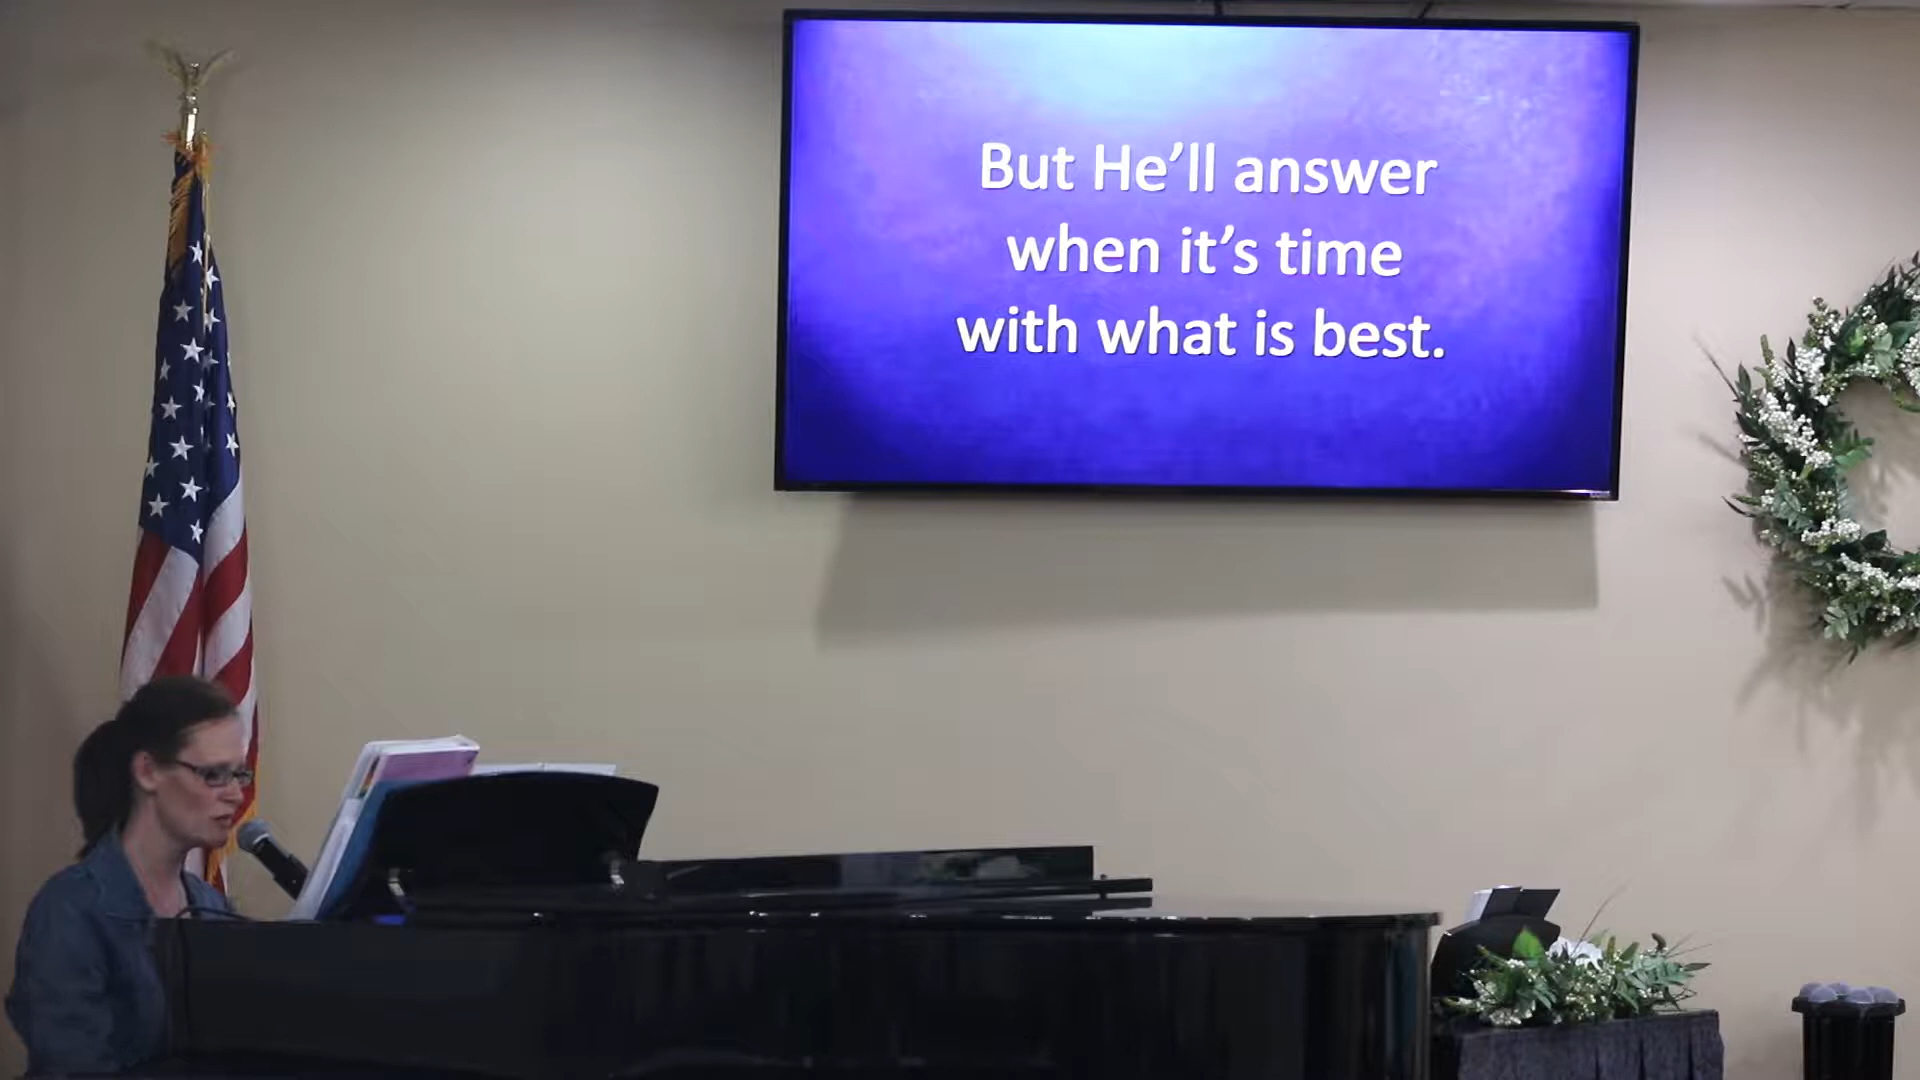 But He’ll answer
when it’s time
with what is best.